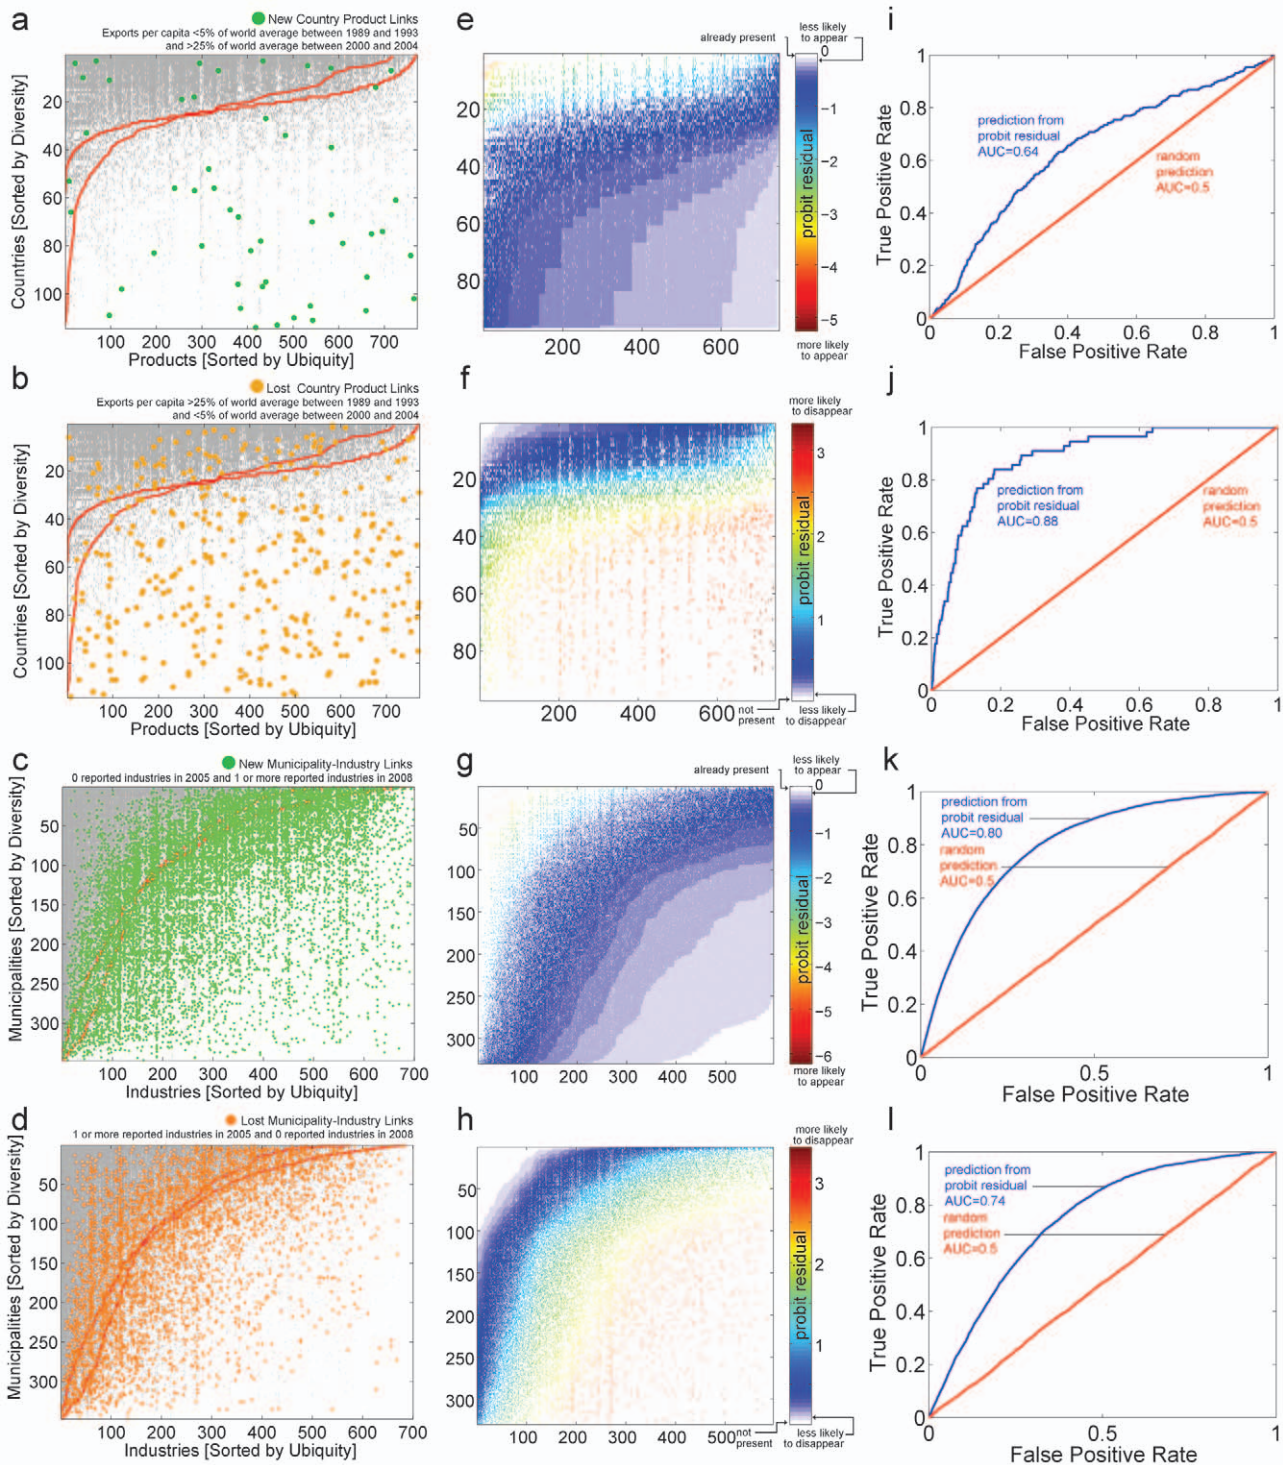 a
New Country Product Links
Exports per capita <5% of world average between 1989 and 1993
and >25% of world average between 2000 and 2004
Countries [Sorted by Diversity]
20
40
60
80
100
100 200 300 400 500 600 700
Products [Sorted by Ubiquity]
e
already present
less likely
to appear
20
40
60
80
200 400 600
probit residual
0
−1
−2
−3
−4
−5
more likely
to appear
i
True Positive Rate
1
0.8
0.6
0.4
0.2
0
prediction from
probit residual
AUC=0.64
random
prediction
AUC=0.5
0 0.2 0.4 0.6 0.8 1
False Positive Rate
b
Lost Country Product Links
Exports per capita >25% of world average between 1989 and 1993
and <5% of world average between 2000 and 2004
Countries [Sorted by Diversity]
20
40
60
80
100
100 200 300 400 500 600 700
Products [Sorted by Ubiquity]
f
more likely
to disappear
20
40
60
80
200 400 600
probit residual
3
2
1
not
present
less likely
to disappear
j
True Positive Rate
1
0.8
0.6
0.4
0.2
0
prediction from
probit residual
AUC=0.88
random
prediction
AUC=0.5
0 0.2 0.4 0.6 0.8 1
False Positive Rate
c
New Municipality-Industry Links
0 reported industries in 2005 and 1 or more reported industries in 2008
Municipalities [Sorted by Diversity]
50
100
150
200
250
300
100 200 300 400 500 600 700
Industries [Sorted by Ubiquity]
g
already present
less likely
to appear
50
100
150
200
250
300
100 200 300 400 500
probit residual
0
−1
−2
−3
−4
−5
−6
more likely
to appear
k
True Positive Rate
1
0.8
0.6
0.4
0.2
0
prediction from
probit residual
AUC=0.80
random
prediction
AUC=0.5
0 0.5 1
False Positive Rate
d
Lost Municipality-Industry Links
1 or more reported industries in 2005 and 0 reported industries in 2008
Municipalities [Sorted by Diversity]
50
100
150
200
250
300
100 200 300 400 500 600 700
Industries [Sorted by Ubiquity]
h
more likely
to disappear
50
100
150
200
250
300
100 200 300 400 500
probit residual
3
2
1
not
present
less likely
to disappear
l
True Positive Rate
1
0.8
0.6
0.4
0.2
0
prediction from
probit residual
AUC=0.74
random
prediction
AUC=0.5
0 0.5 1
False Positive Rate